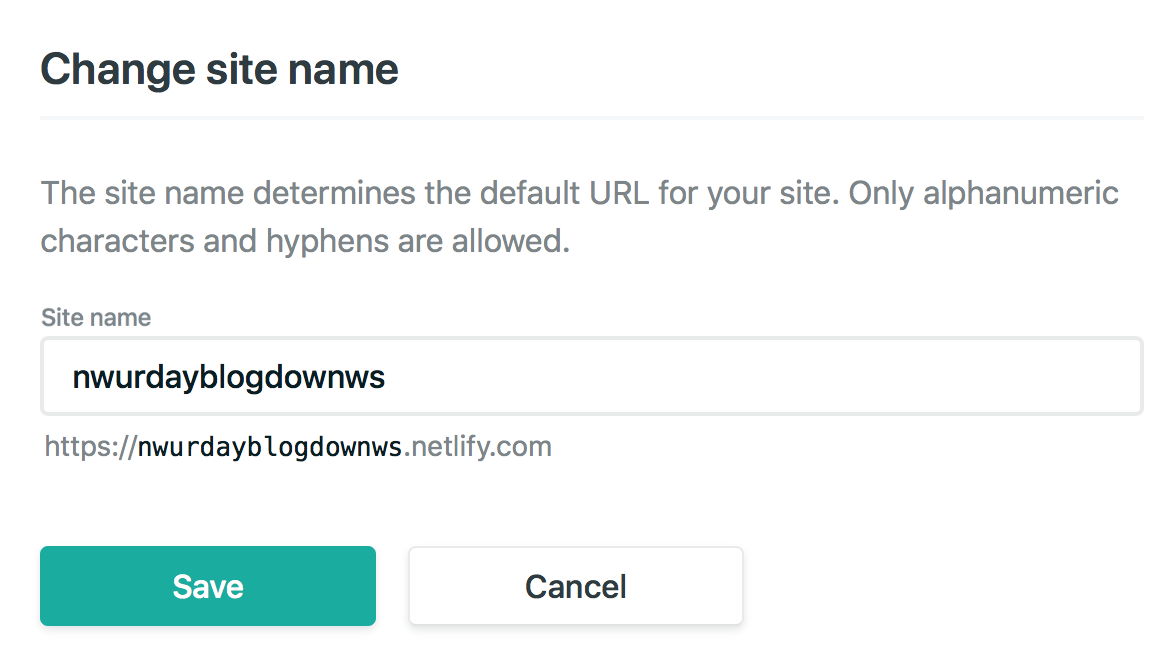 Change site name
The site name determines the default URL for your site. Only alphanumeric
characters and hyphens are allowed.
Site name
nwurdayblogdownws
https://nwurdayblogdownws.netlify.com
Save
Cancel